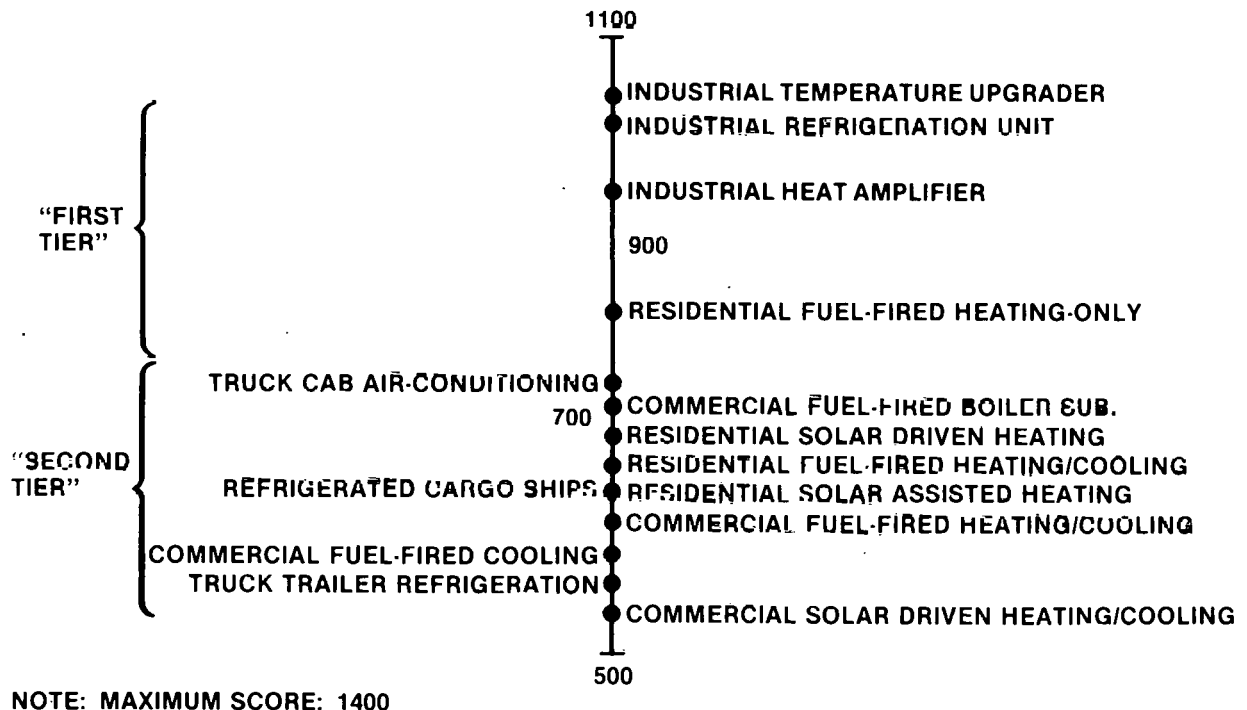 1100
INDUSTRIAL TEMPERATURE UPGRADER
INDUSTRIAL REFRIGERATION UNIT
INDUSTRIAL HEAT AMPLIFIER
"FIRST
TIER"
900
RESIDENTIAL FUEL-FIRED HEATING-ONLY
TRUCK CAB AIR-CONDITIONING
COMMERCIAL FUEL-FIRED BOILER SUB.
700
RESIDENTIAL SOLAR DRIVEN HEATING
RESIDENTIAL FUEL-FIRED HEATING/COOLING
"SECOND
TIER"
REFRIGERATED CARGO SHIPS
RESIDENTIAL SOLAR ASSISTED HEATING
COMMERCIAL FUEL-FIRED HEATING/COOLING
COMMERCIAL FUEL-FIRED COOLING
TRUCK TRAILER REFRIGERATION
COMMERCIAL SOLAR DRIVEN HEATING/COOLING
500
NOTE: MAXIMUM SCORE: 1400